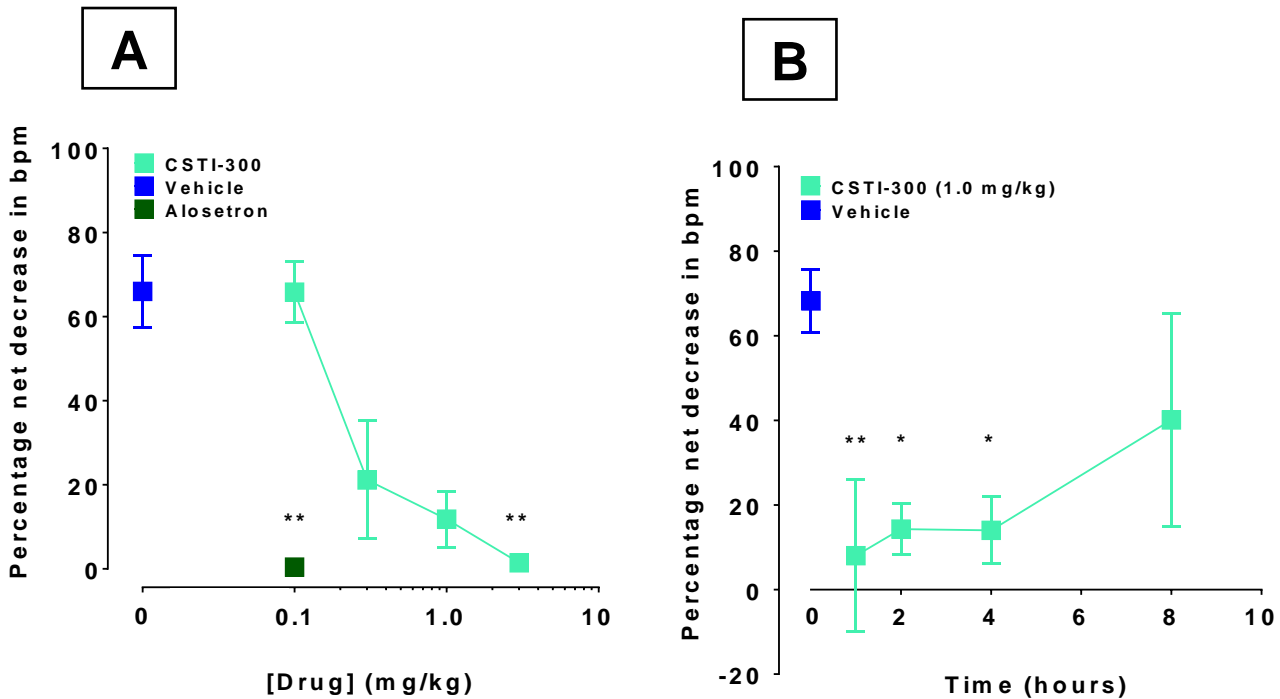 A
Percentage net decrease in bpm
100
80
60
40
20
0
CSTI-300
Vehicle
Alosetron
**
**
0
0.1
1.0
10
[Drug] (mg/kg)
B
Percentage net decrease in bpm
100
80
60
40
20
0
-20
CSTI-300 (1.0 mg/kg)
Vehicle
**
*
*
0
2
4
6
8
10
Time (hours)